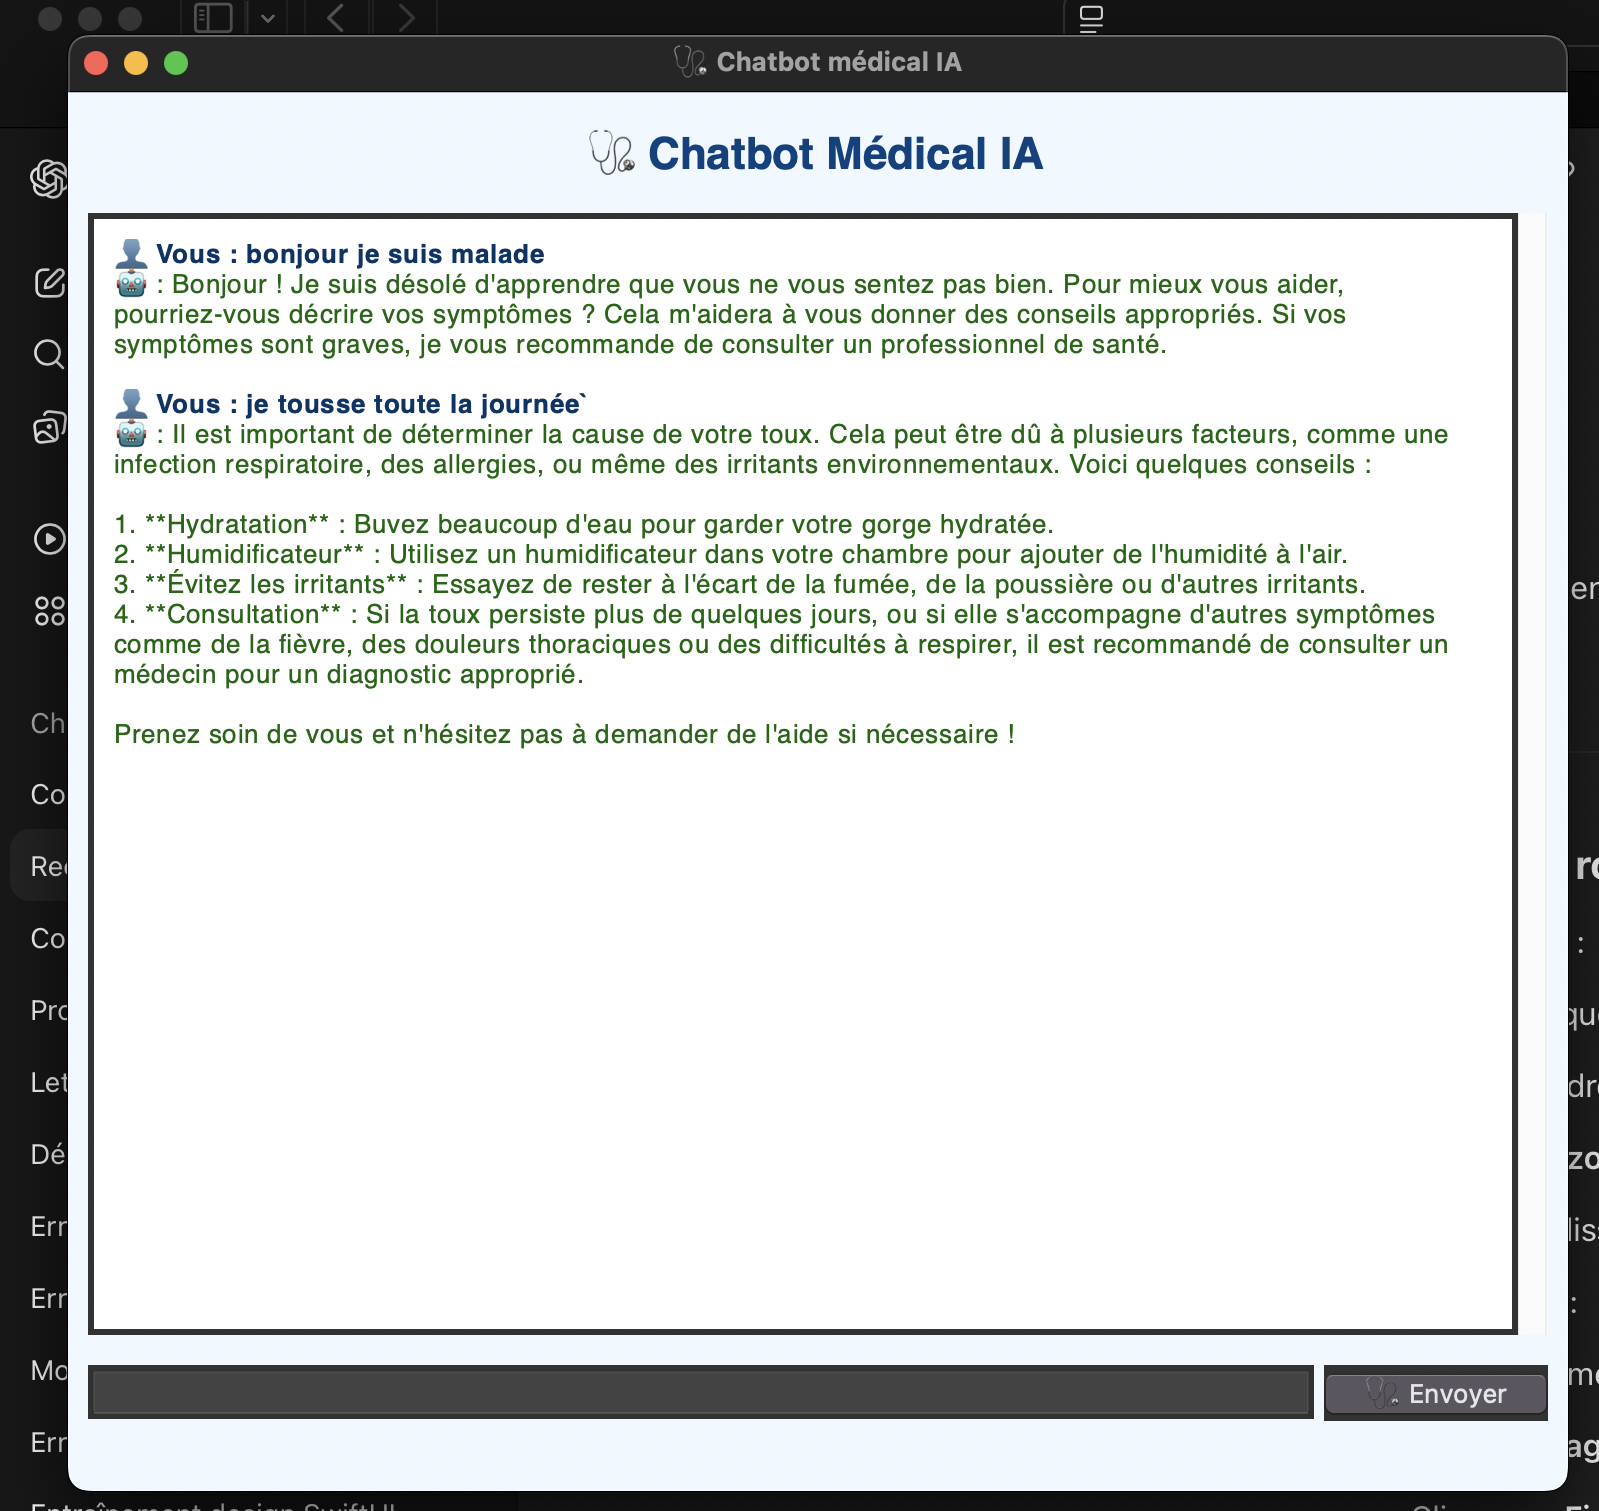 Chatbot médical IA
Chatbot Médical IA
Vous : bonjour je suis malade
: Bonjour ! Je suis désolé d'apprendre que vous ne vous sentez pas bien. Pour mieux vous aider,
pourriez-vous décrire vos symptômes ? Cela m'aidera à vous donner des conseils appropriés. Si vos
symptômes sont graves, je vous recommande de consulter un professionnel de santé.
Vous : je tousse toute la journée`
: Il est important de déterminer la cause de votre toux. Cela peut être dû à plusieurs facteurs, comme une
infection respiratoire, des allergies, ou même des irritants environnementaux. Voici quelques conseils :
1. **Hydratation** : Buvez beaucoup d'eau pour garder votre gorge hydratée.
2. **Humidificateur** : Utilisez un humidificateur dans votre chambre pour ajouter de l'humidité à l'air.
3. **Évitez les irritants** : Essayez de rester à l'écart de la fumée, de la poussière ou d'autres irritants.
4. **Consultation** : Si la toux persiste plus de quelques jours, ou si elle s'accompagne d'autres symptômes
comme de la fièvre, des douleurs thoraciques ou des difficultés à respirer, il est recommandé de consulter un
médecin pour un diagnostic approprié.
Prenez soin de vous et n'hésitez pas à demander de l'aide si nécessaire !
Envoyer
Ch
Co
Rec
Co
Pro
Let
Dé
Err
Err
Mo
Err
Entraînement design SwiftUI